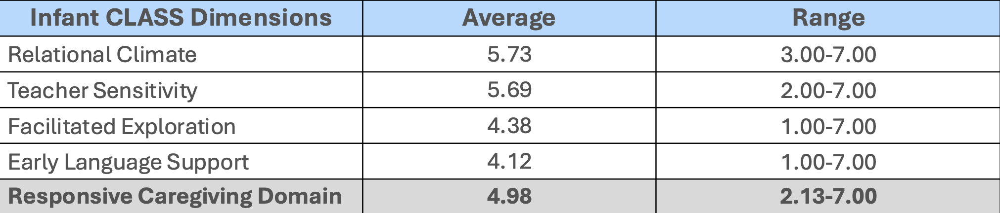 Infant CLASS Dimensions Average Range
Relational Climate 5.73 3.00-7.00
Teacher Sensitivity 5.69 2.00-7.00
Facilitated Exploration 4.38 1.00-7.00
Early Language Support 4.12 1.00-7.00
Responsive Caregiving Domain 4.98 2.13-7.00